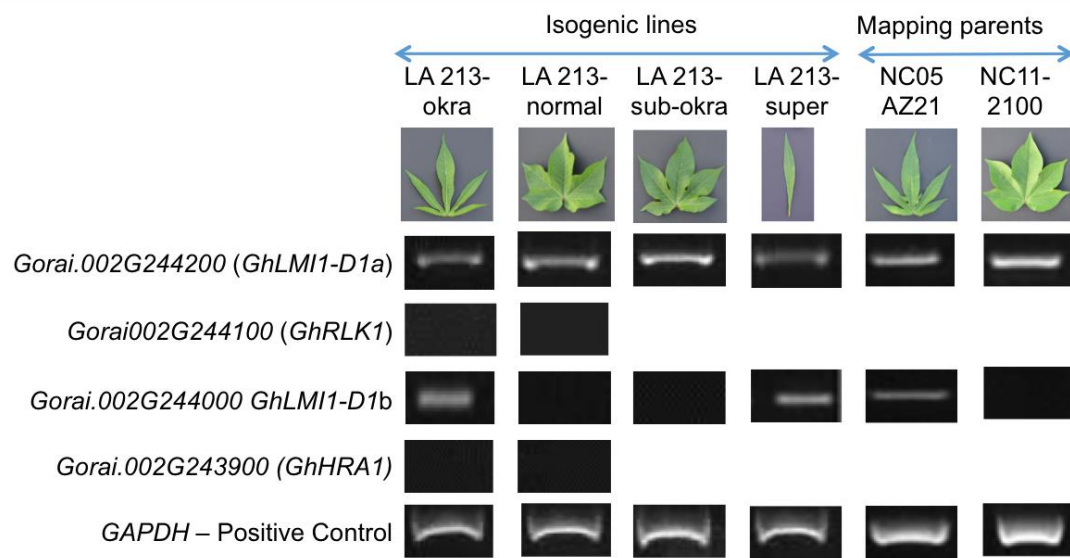 Isogenic lines
Mapping parents
LA 213-
okra
LA 213-
normal
LA 213-
sub-okra
LA 213-
super
NC05
AZ21
NC11-
2100
Gorai.002G244200 (GhLMI1-D1a)
Gorai002G244100 (GhRLK1)
Gorai.002G244000 GhLMI1-D1b
Gorai.002G243900 (GhHRA1)
GAPDH – Positive Control